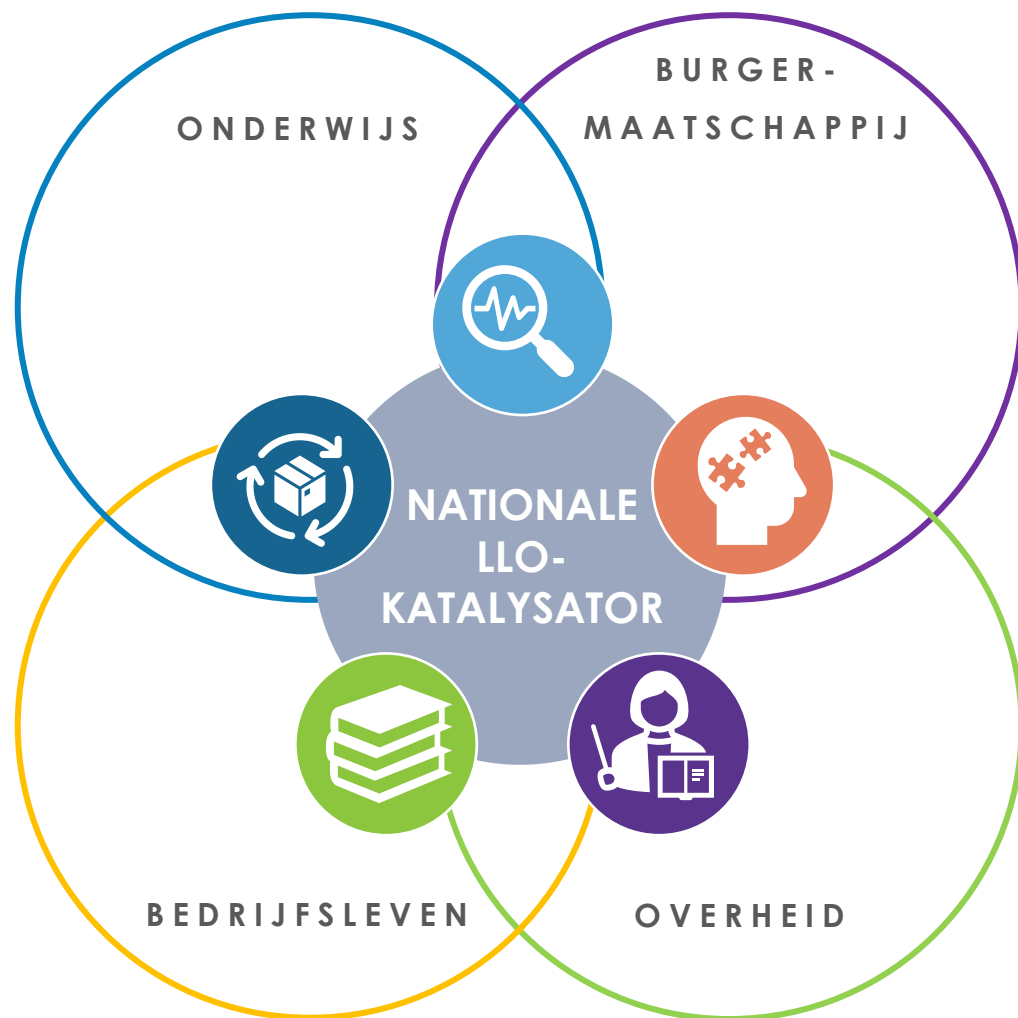 ONDERWIJS
BURGER-
MAATSCHAPPIJ
NATIONALE
LLO-
KATALYSATOR
BEDRIJFSLEVEN
OVERHEID